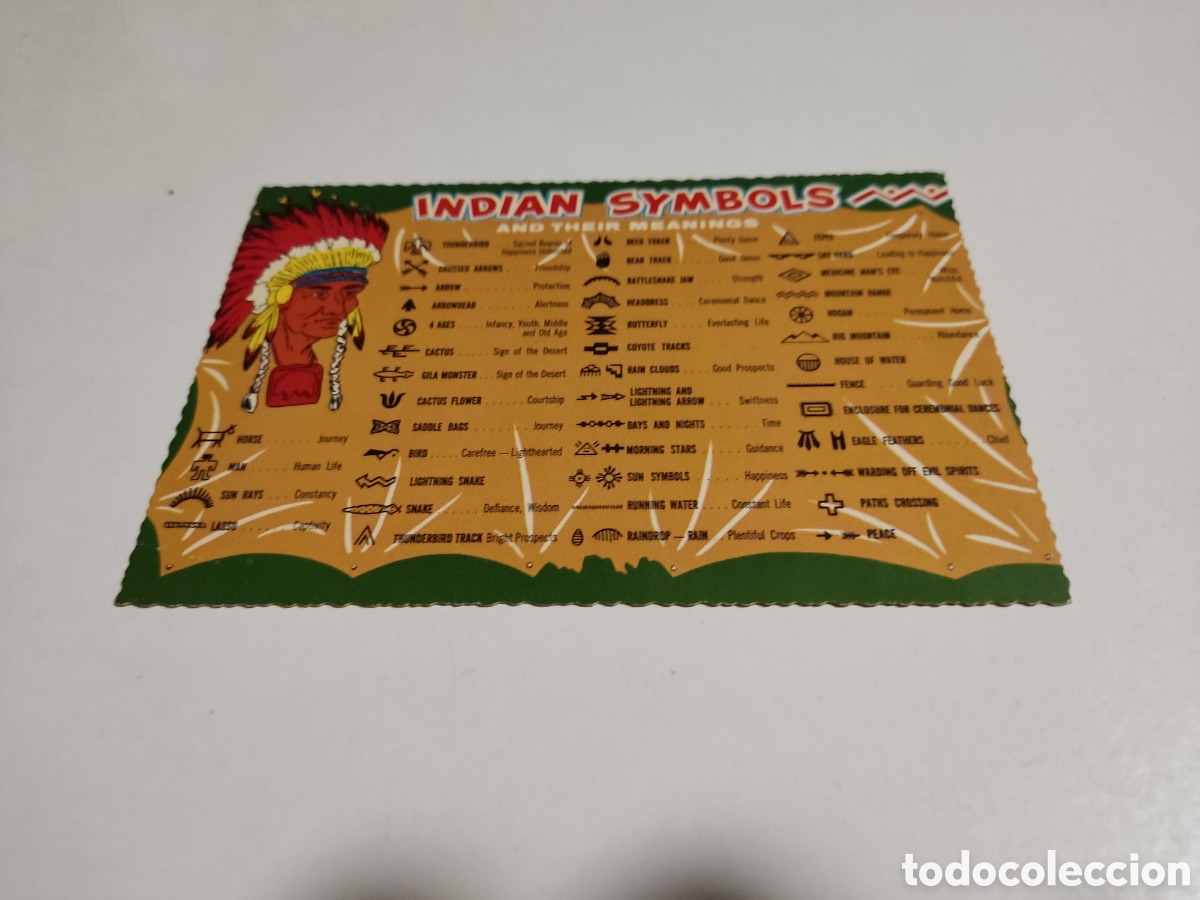 INDIAN SYMBOLS
AND THEIR MEANINGS
HORSE ..... Journey
MAN ..... Human Life
SUN RAYS .... Constancy
LASSO ..... Captivity
THUNDERBIRD Sacred Bearer of
Happiness Unlimited
CROSSED ARROWS .... Friendship
ARROW ........ Protection
ARROWHEAD ..... Alertness
4 AGES .... Infancy, Youth, Middle
and Old Age
CACTUS ..... Sign of the Desert
GILA MONSTER ... Sign of the Desert
CACTUS FLOWER ...... Courtship
SADDLE BAGS ....... Journey
BIRD .... Carefree — Lighthearted
LIGHTNING SNAKE
SNAKE ..... Defiance, Wisdom
THUNDERBIRD TRACK Bright Prospects
DEER TRACK .... Plenty Game
BEAR TRACK .... Good Omen
RATTLESNAKE JAW .... Strength
HEADDRESS .... Ceremonial Dance
BUTTERFLY .... Everlasting Life
COYOTE TRACKS
RAIN CLOUDS .... Good Prospects
LIGHTNING AND
LIGHTNING ARROW ... Swiftness
DAYS AND NIGHTS ..... Time
MORNING STARS .... Guidance
SUN SYMBOLS ...... Happiness
RUNNING WATER .... Constant Life
RAINDROP — RAIN .. Plentiful Crops
TEPEE Temporary Home
SKY Leading to Happiness
MEDICINE MAN'S EYE Wise,
Watchful
MOUNTAIN RANGE
HOGAN ..... Permanent Home
BIG MOUNTAIN ..... Abundance
HOUSE OF WATER
FENCE .... Guarding Good Luck
ENCLOSURE FOR CEREMONIAL DANCES
EAGLE FEATHERS ...... Chief
WARDING OFF EVIL SPIRITS
PATHS CROSSING
PEACE
todocoleccion